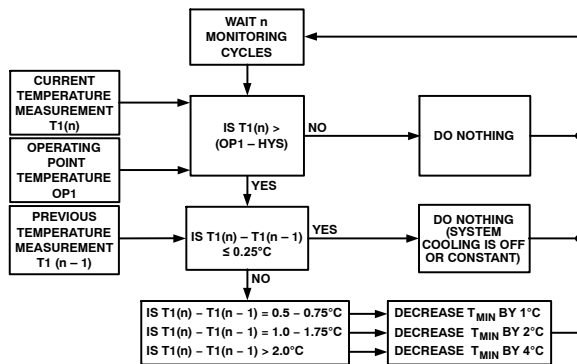 WAIT n
MONITORING
CYCLES
CURRENT
TEMPERATURE
MEASUREMENT
T1(n)
IS T1(n) >
(OP1 – HYS)
NO
DO NOTHING
OPERATING
POINT
TEMPERATURE
OP1
YES
PREVIOUS
TEMPERATURE
MEASUREMENT
T1 (n – 1)
IS T1(n) – T1(n – 1)
≤ 0.25°C
YES
DO NOTHING
(SYSTEM
COOLING IS OFF
OR CONSTANT)
NO
IS T1(n) – T1(n – 1) = 0.5 – 0.75°C
DECREASE TMIN BY 1°C
IS T1(n) – T1(n – 1) = 1.0 – 1.75°C
DECREASE TMIN BY 2°C
IS T1(n) – T1(n – 1) > 2.0°C
DECREASE TMIN BY 4°C